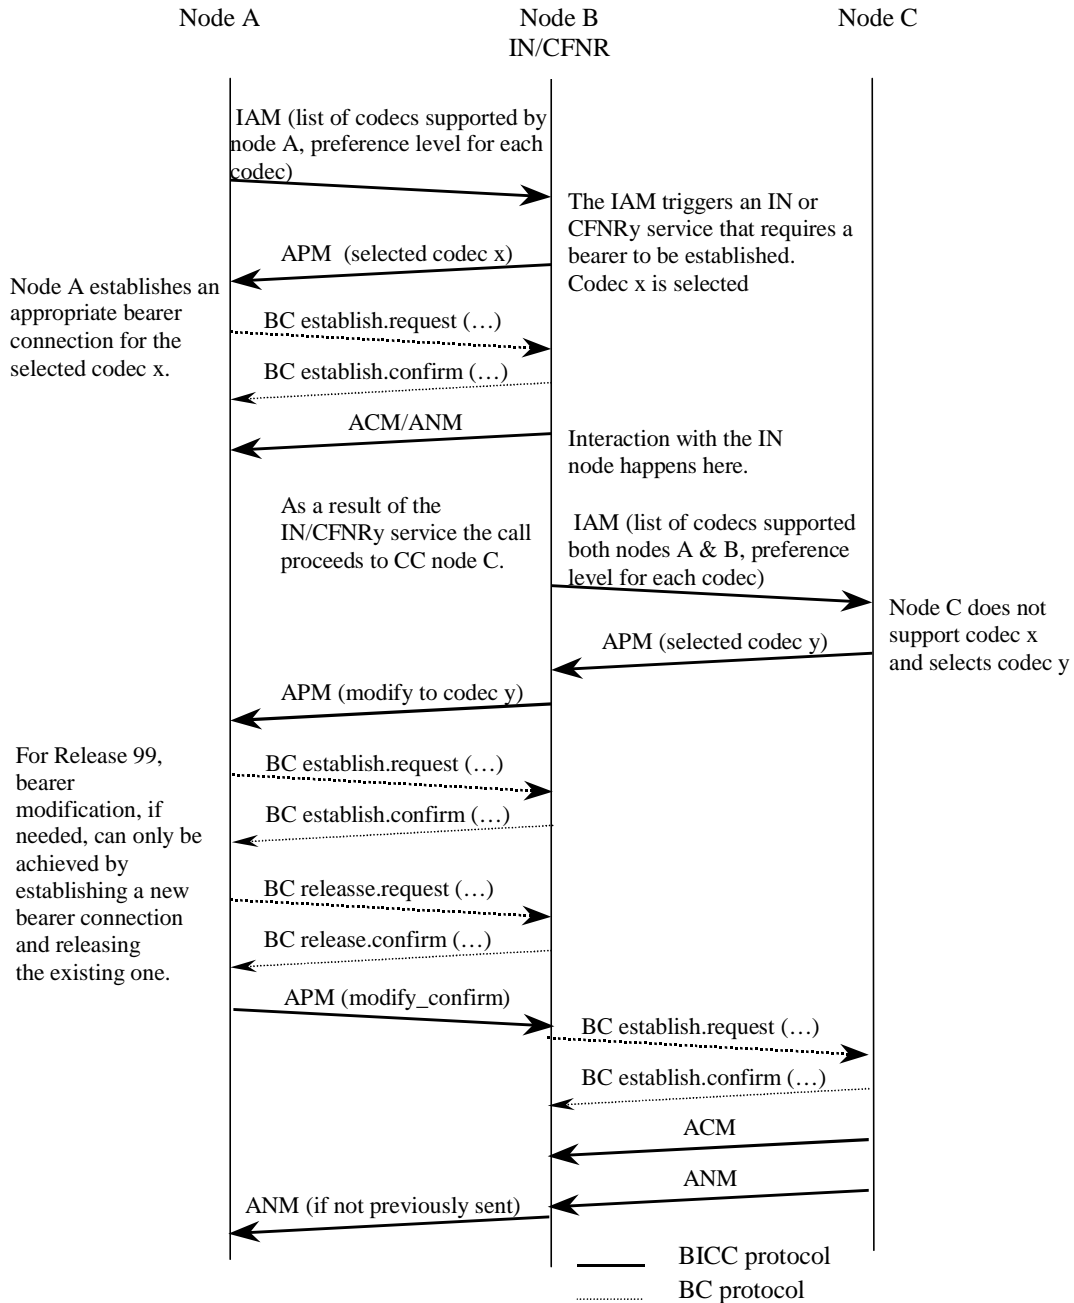 Node A
Node B
IN/CFNR
Node C
IAM (list of codecs supported by
node A, preference level for each
codec)
The IAM triggers an IN or
CFNRy service that requires a
bearer to be established.
Codec x is selected
APM (selected codec x)
Node A establishes an
appropriate bearer
connection for the
selected codec x.
BC establish.request (…)
BC establish.confirm (…)
ACM/ANM
Interaction with the IN
node happens here.
As a result of the
IN/CFNRy service the call
proceeds to CC node C.
IAM (list of codecs supported
both nodes A & B, preference
level for each codec)
Node C does not
support codec x
and selects codec y
APM (selected codec y)
APM (modify to codec y)
For Release 99,
bearer
modification, if
needed, can only be
achieved by
establishing a new
bearer connection
and releasing
the existing one.
BC establish.request (…)
BC establish.confirm (…)
BC releasse.request (…)
BC release.confirm (…)
APM (modify_confirm)
BC establish.request (…)
BC establish.confirm (…)
ACM
ANM
ANM (if not previously sent)
BICC protocol
BC protocol